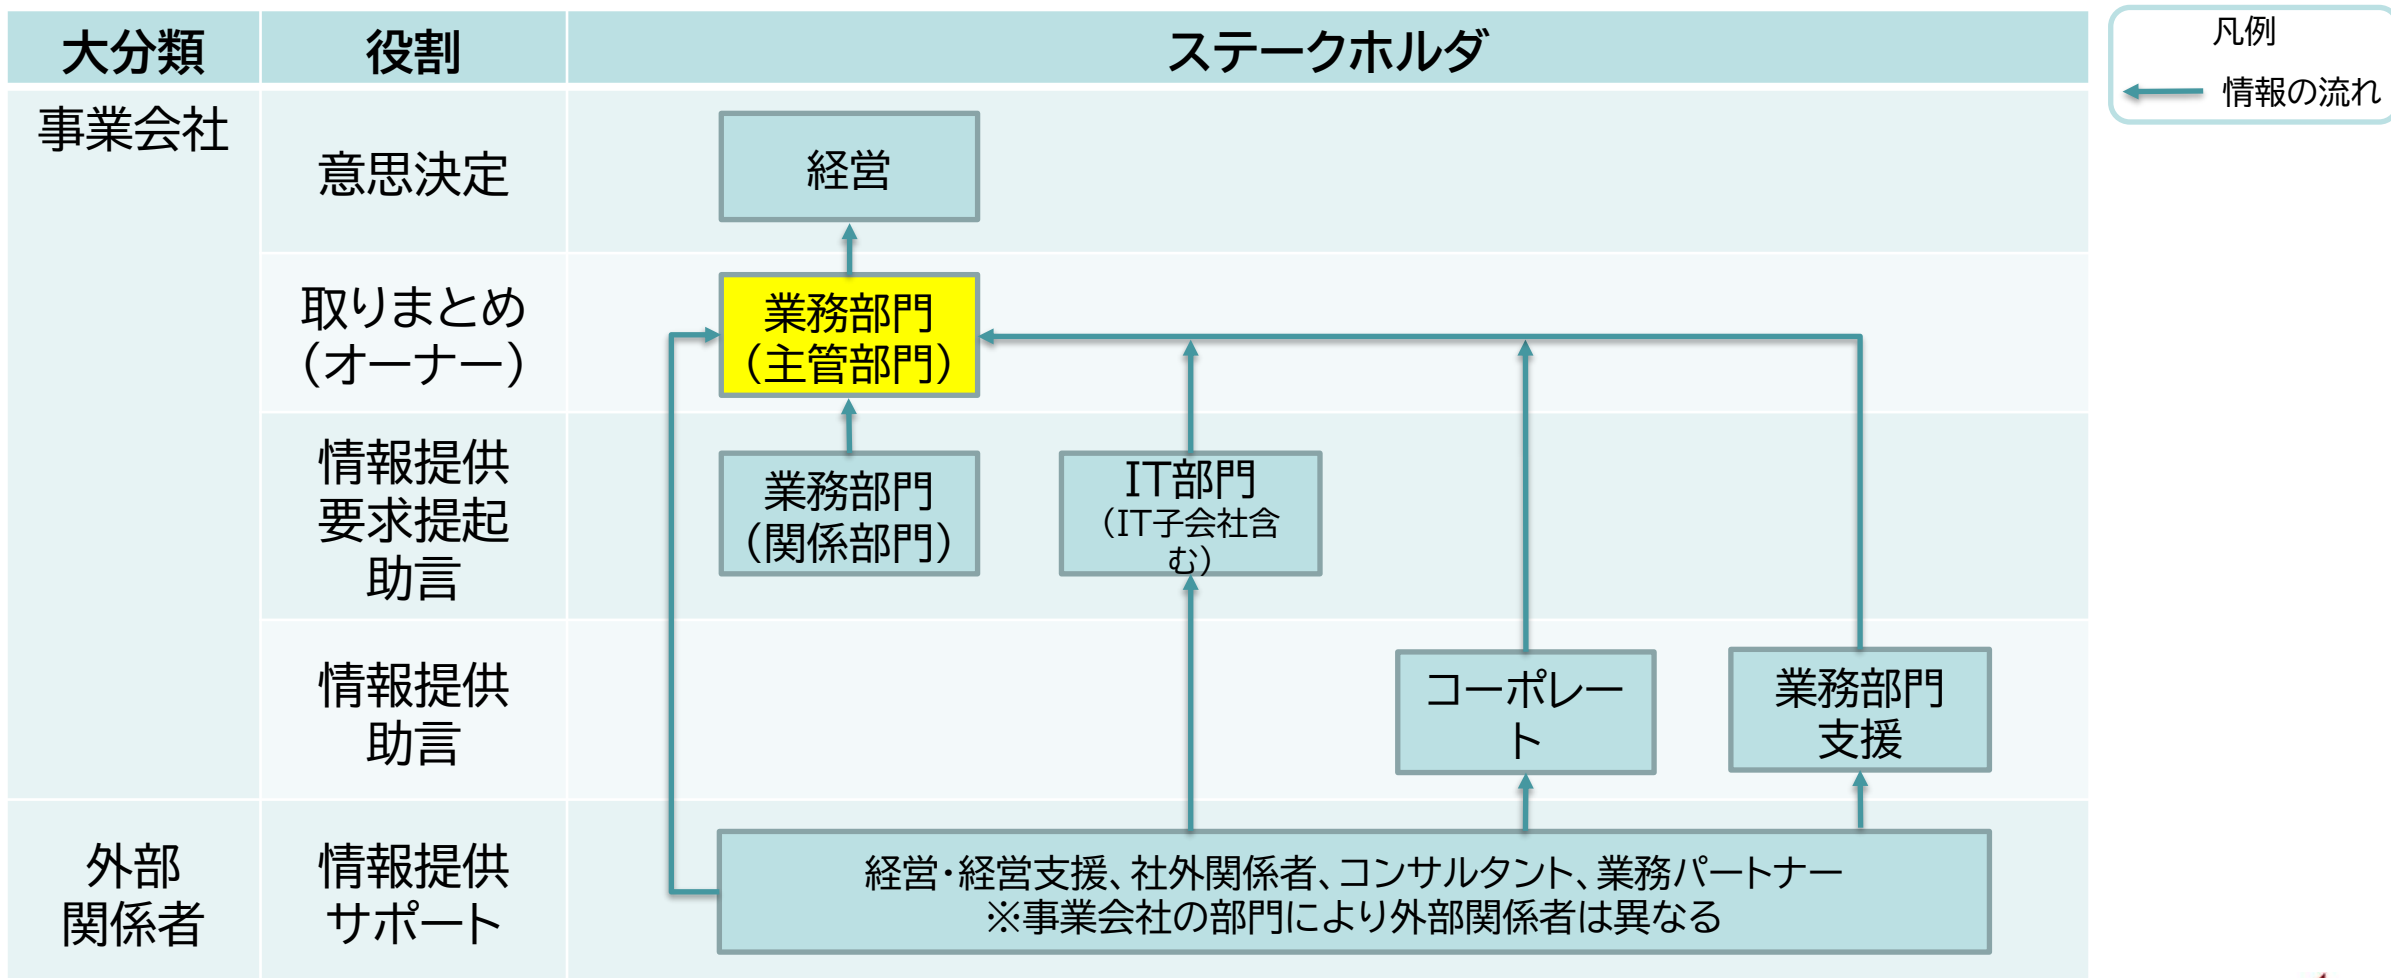 大分類
役割
ステークホルダ
凡例
情報の流れ
事業会社
意思決定
経営
取りまとめ
(オーナー)
業務部門
(主管部門)
情報提供
要求提起
助言
業務部門
(関係部門)
IT部門
(IT子会社含
む)
情報提供
助言
コーポレー
ト
業務部門
支援
外部
関係者
情報提供
サポート
経営・経営支援、社外関係者、コンサルタント、業務パートナー
※事業会社の部門により外部関係者は異なる